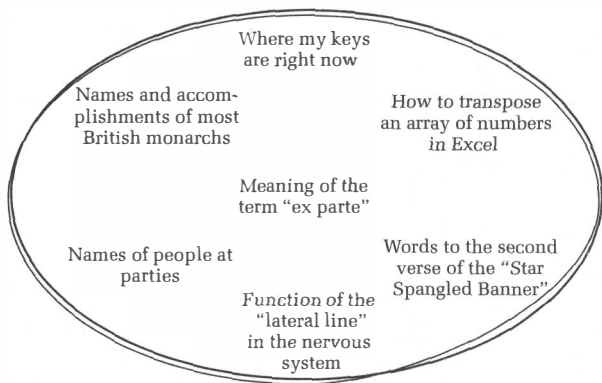 Where my keys
are right now
Names and accom-
plishments of most
British monarchs
How to transpose
an array of numbers
in Excel
Meaning of the
term "ex parte"
Names of people at
parties
Words to the second
verse of the "Star
Spangled Banner"
Function of the
"lateral line"
in the nervous
system